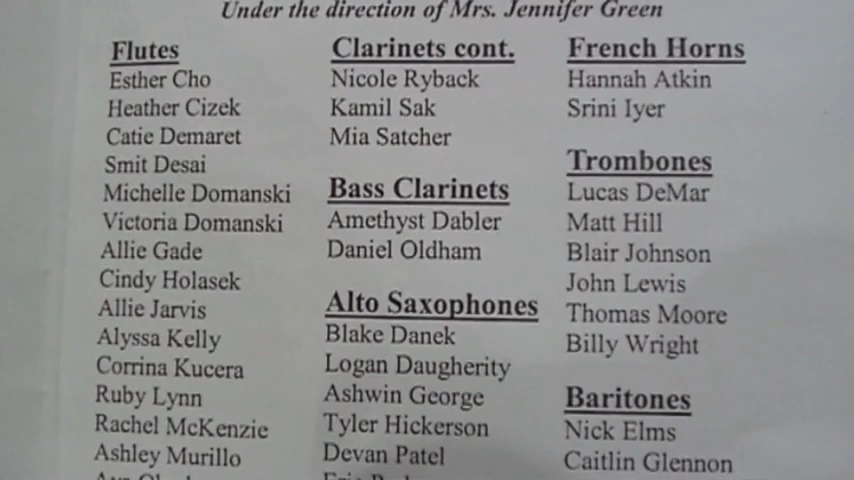 Under the direction of Mrs. Jennifer Green
Flutes
Esther Cho
Heather Cizek
Catie Demaret
Smit Desai
Michelle Domanski
Victoria Domanski
Allie Gade
Cindy Holasek
Allie Jarvis
Alyssa Kelly
Corrina Kucera
Ruby Lynn
Rachel McKenzie
Ashley Murillo
Clarinets cont.
Nicole Ryback
Kamil Sak
Mia Satcher
Bass Clarinets
Amethyst Dabler
Daniel Oldham
Alto Saxophones
Blake Danek
Logan Daugherity
Ashwin George
Tyler Hickerson
Devan Patel
French Horns
Hannah Atkin
Srini Iyer
Trombones
Lucas DeMar
Matt Hill
Blair Johnson
John Lewis
Thomas Moore
Billy Wright
Baritones
Nick Elms
Caitlin Glennon